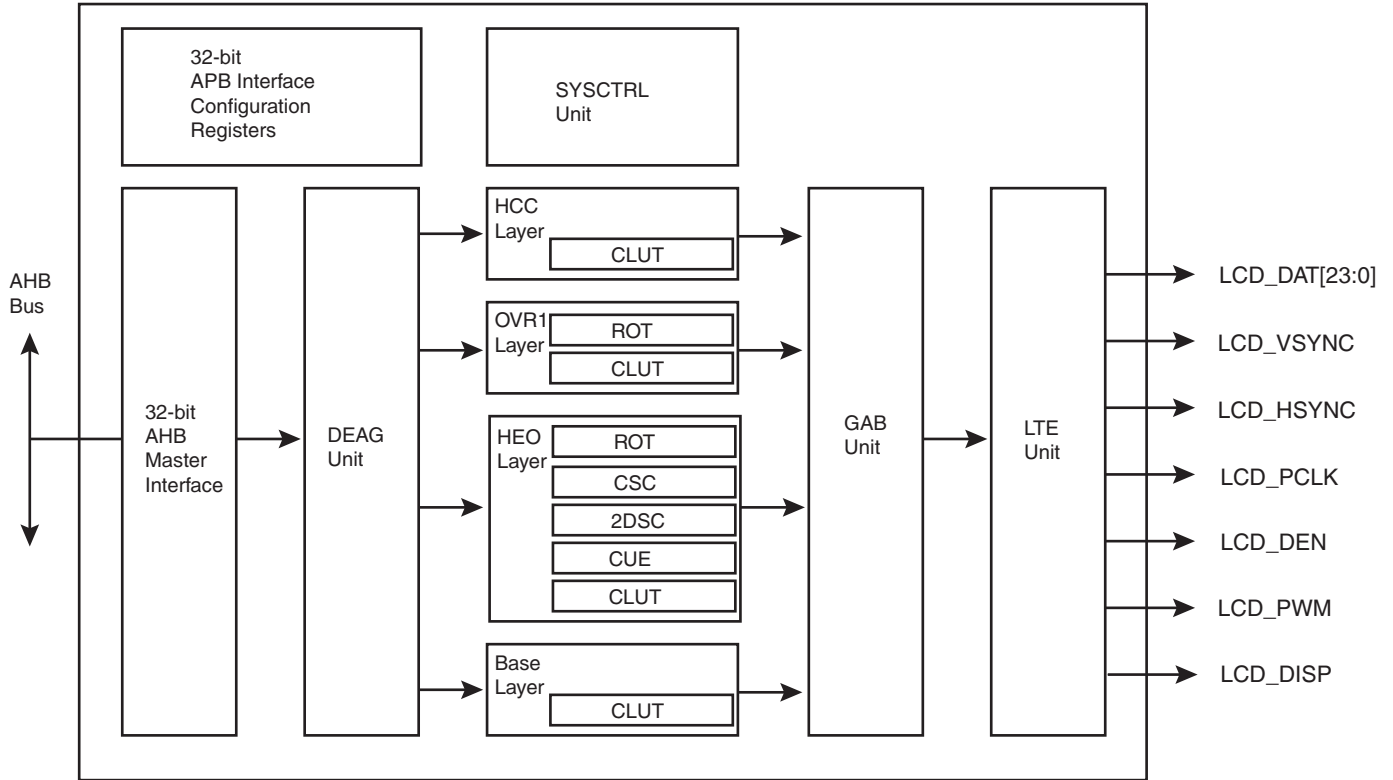 32-bit
APB Interface
Configuration
Registers
SYSCTRL
Unit
AHB
Bus
32-bit
AHB
Master
Interface
DEAG
Unit
HCC
Layer
CLUT
OVR1
Layer
ROT
CLUT
HEO
Layer
ROT
CSC
2DSC
CUE
CLUT
Base
Layer
CLUT
GAB
Unit
LTE
Unit
LCD_DAT[23:0]
LCD_VSYNC
LCD_HSYNC
LCD_PCLK
LCD_DEN
LCD_PWM
LCD_DISP